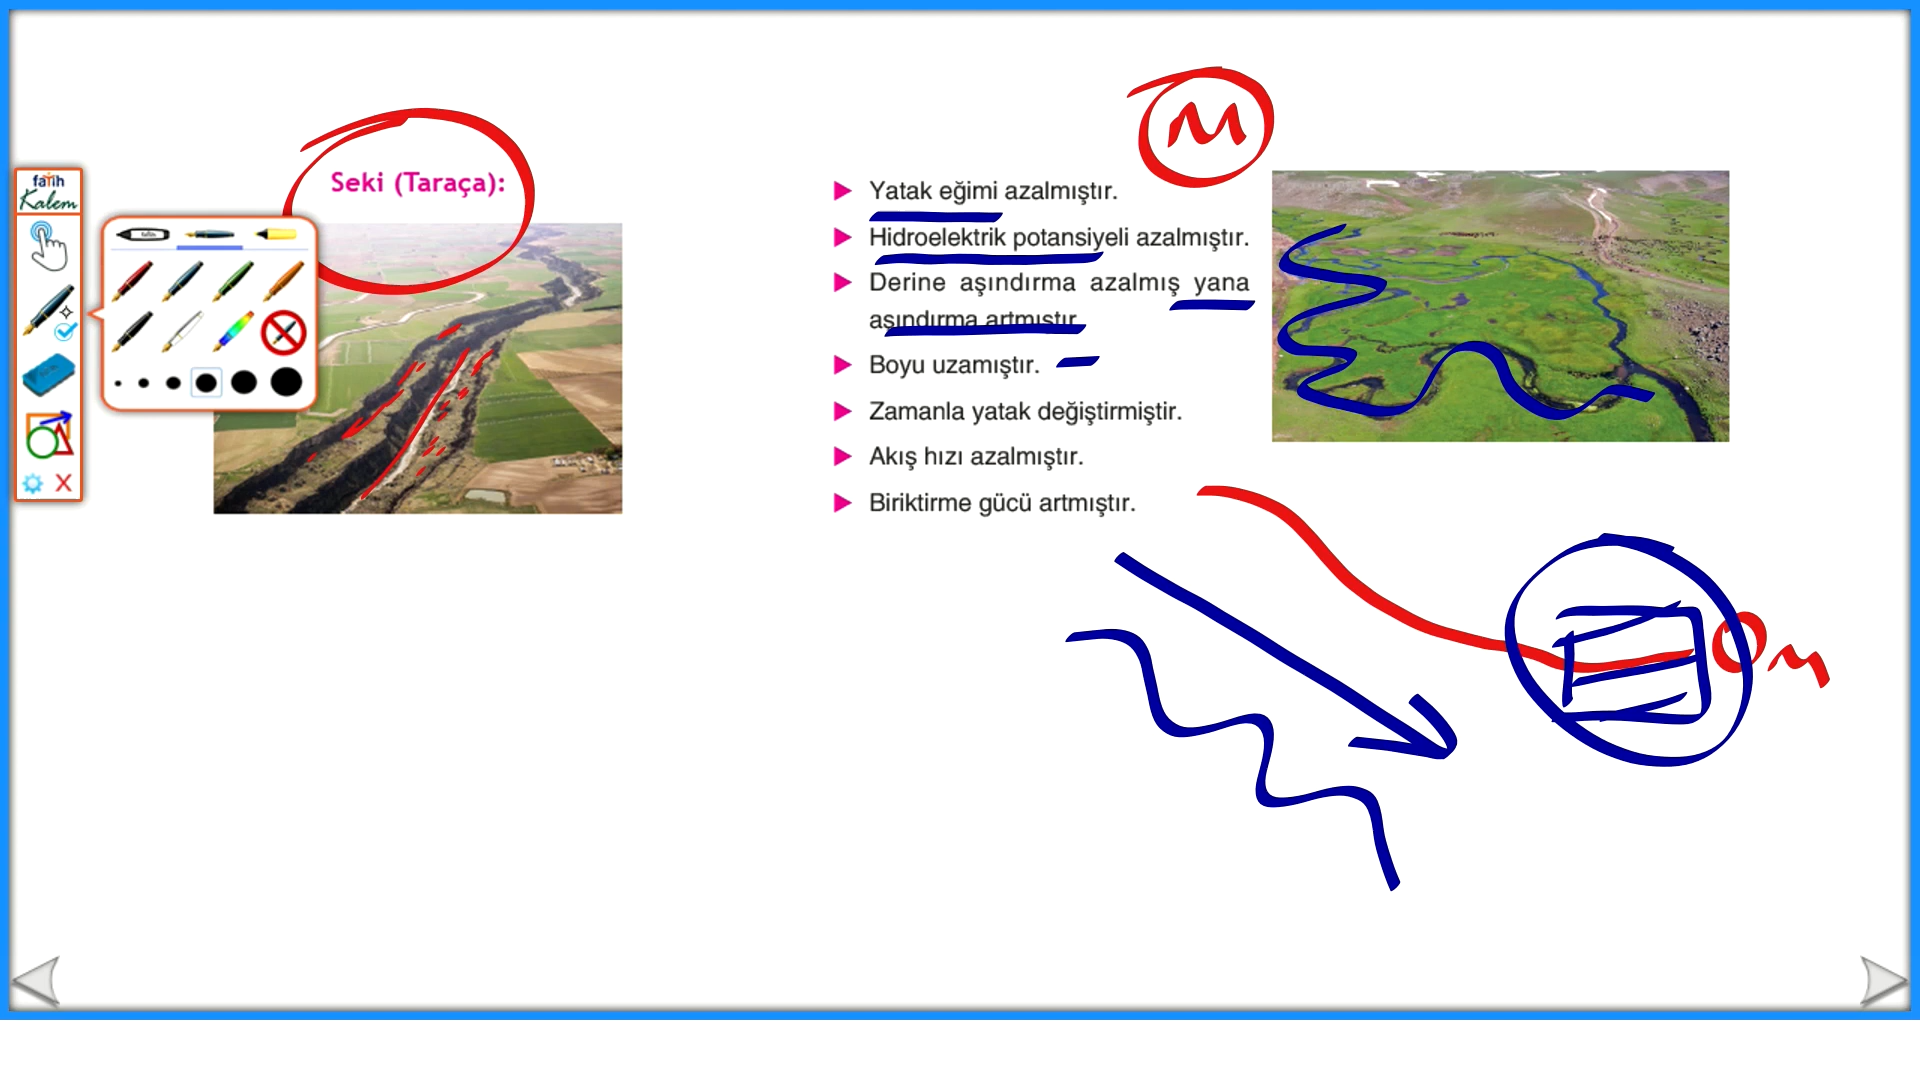 fatih
Kalem
Seki (Taraça):
M
Yatak eğimi azalmıştır.
Hidroelektrik potansiyeli azalmıştır.
Derine aşındırma azalmış yana
aşındırma artmıştır.
Boyu uzamıştır.
Zamanla yatak değiştirmiştir.
Akış hızı azalmıştır.
Biriktirme gücü artmıştır.
0 m